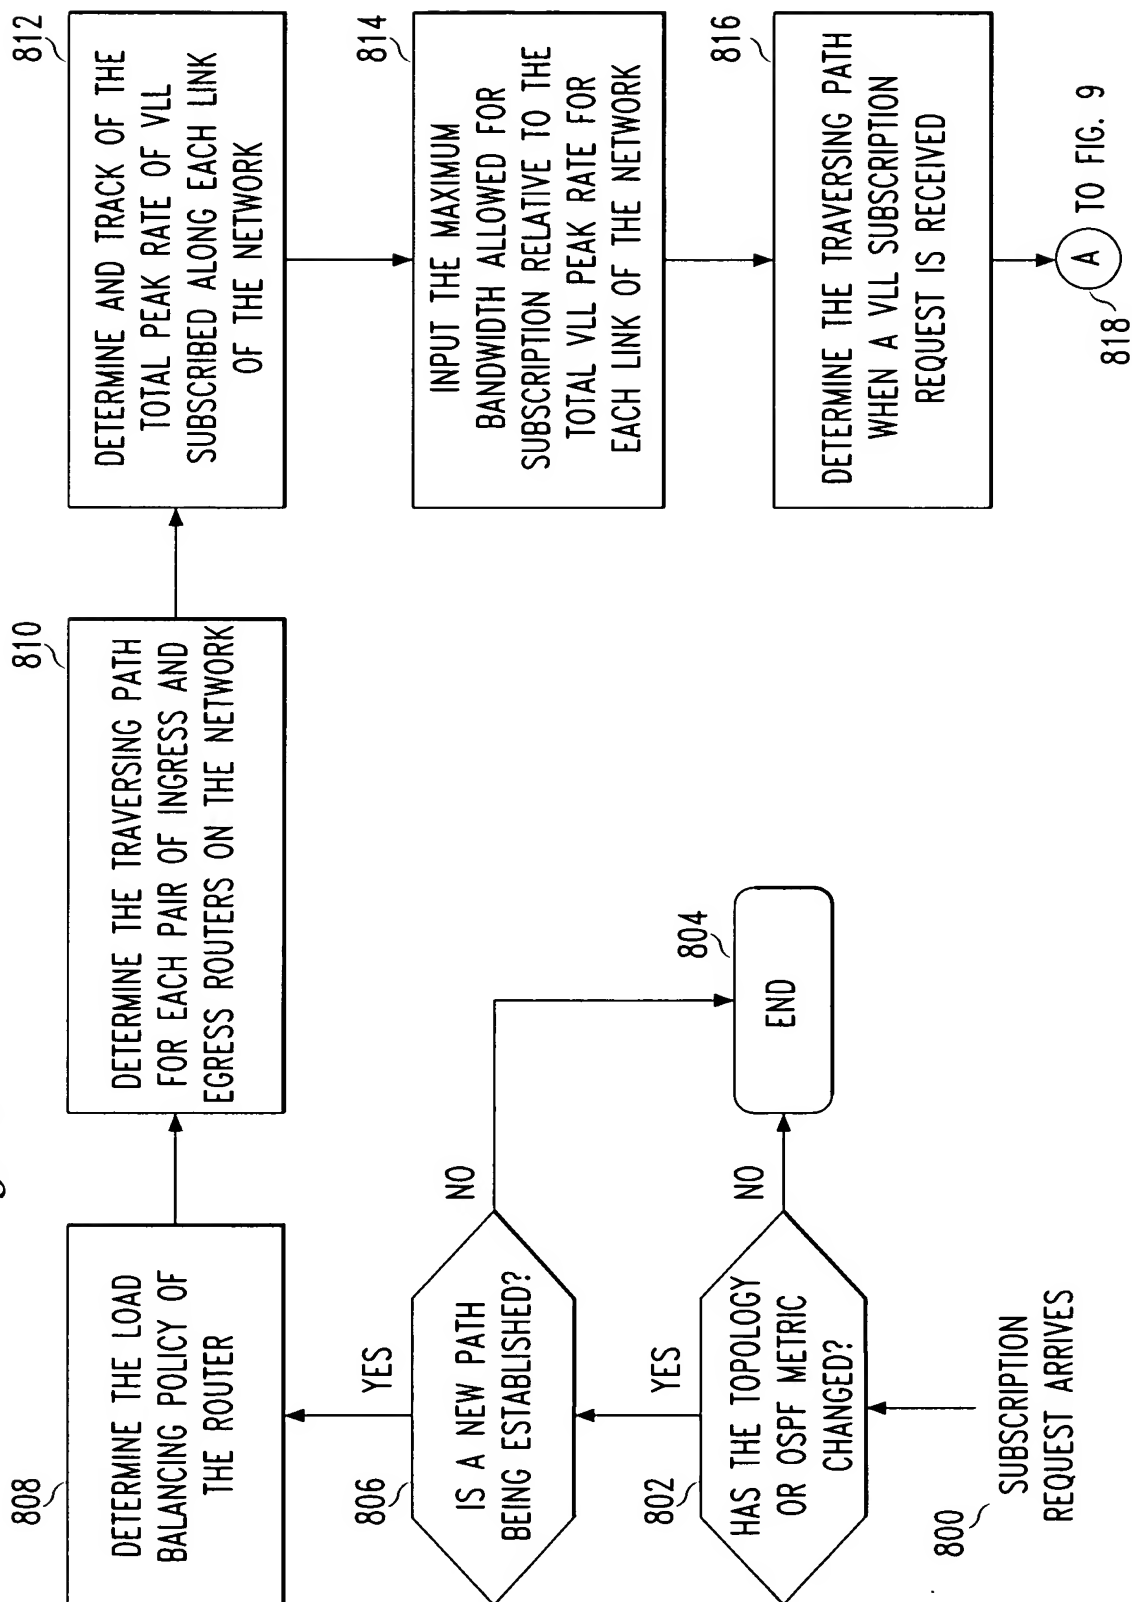 800
SUBSCRIPTION
REQUEST ARRIVES
802
HAS THE TOPOLOGY
OR OSPF METRIC
CHANGED?
NO
YES
804
END
806
IS A NEW PATH
BEING ESTABLISHED?
NO
YES
808
DETERMINE THE LOAD
BALANCING POLICY OF
THE ROUTER
810
DETERMINE THE TRAVERSING PATH
FOR EACH PAIR OF INGRESS AND
EGRESS ROUTERS ON THE NETWORK
812
DETERMINE AND TRACK OF THE
TOTAL PEAK RATE OF VLL
SUBSCRIBED ALONG EACH LINK
OF THE NETWORK
814
INPUT THE MAXIMUM
BANDWIDTH ALLOWED FOR
SUBSCRIPTION RELATIVE TO THE
TOTAL VLL PEAK RATE FOR
EACH LINK OF THE NETWORK
816
DETERMINE THE TRAVERSING PATH
WHEN A VLL SUBSCRIPTION
REQUEST IS RECEIVED
818
A TO FIG. 9